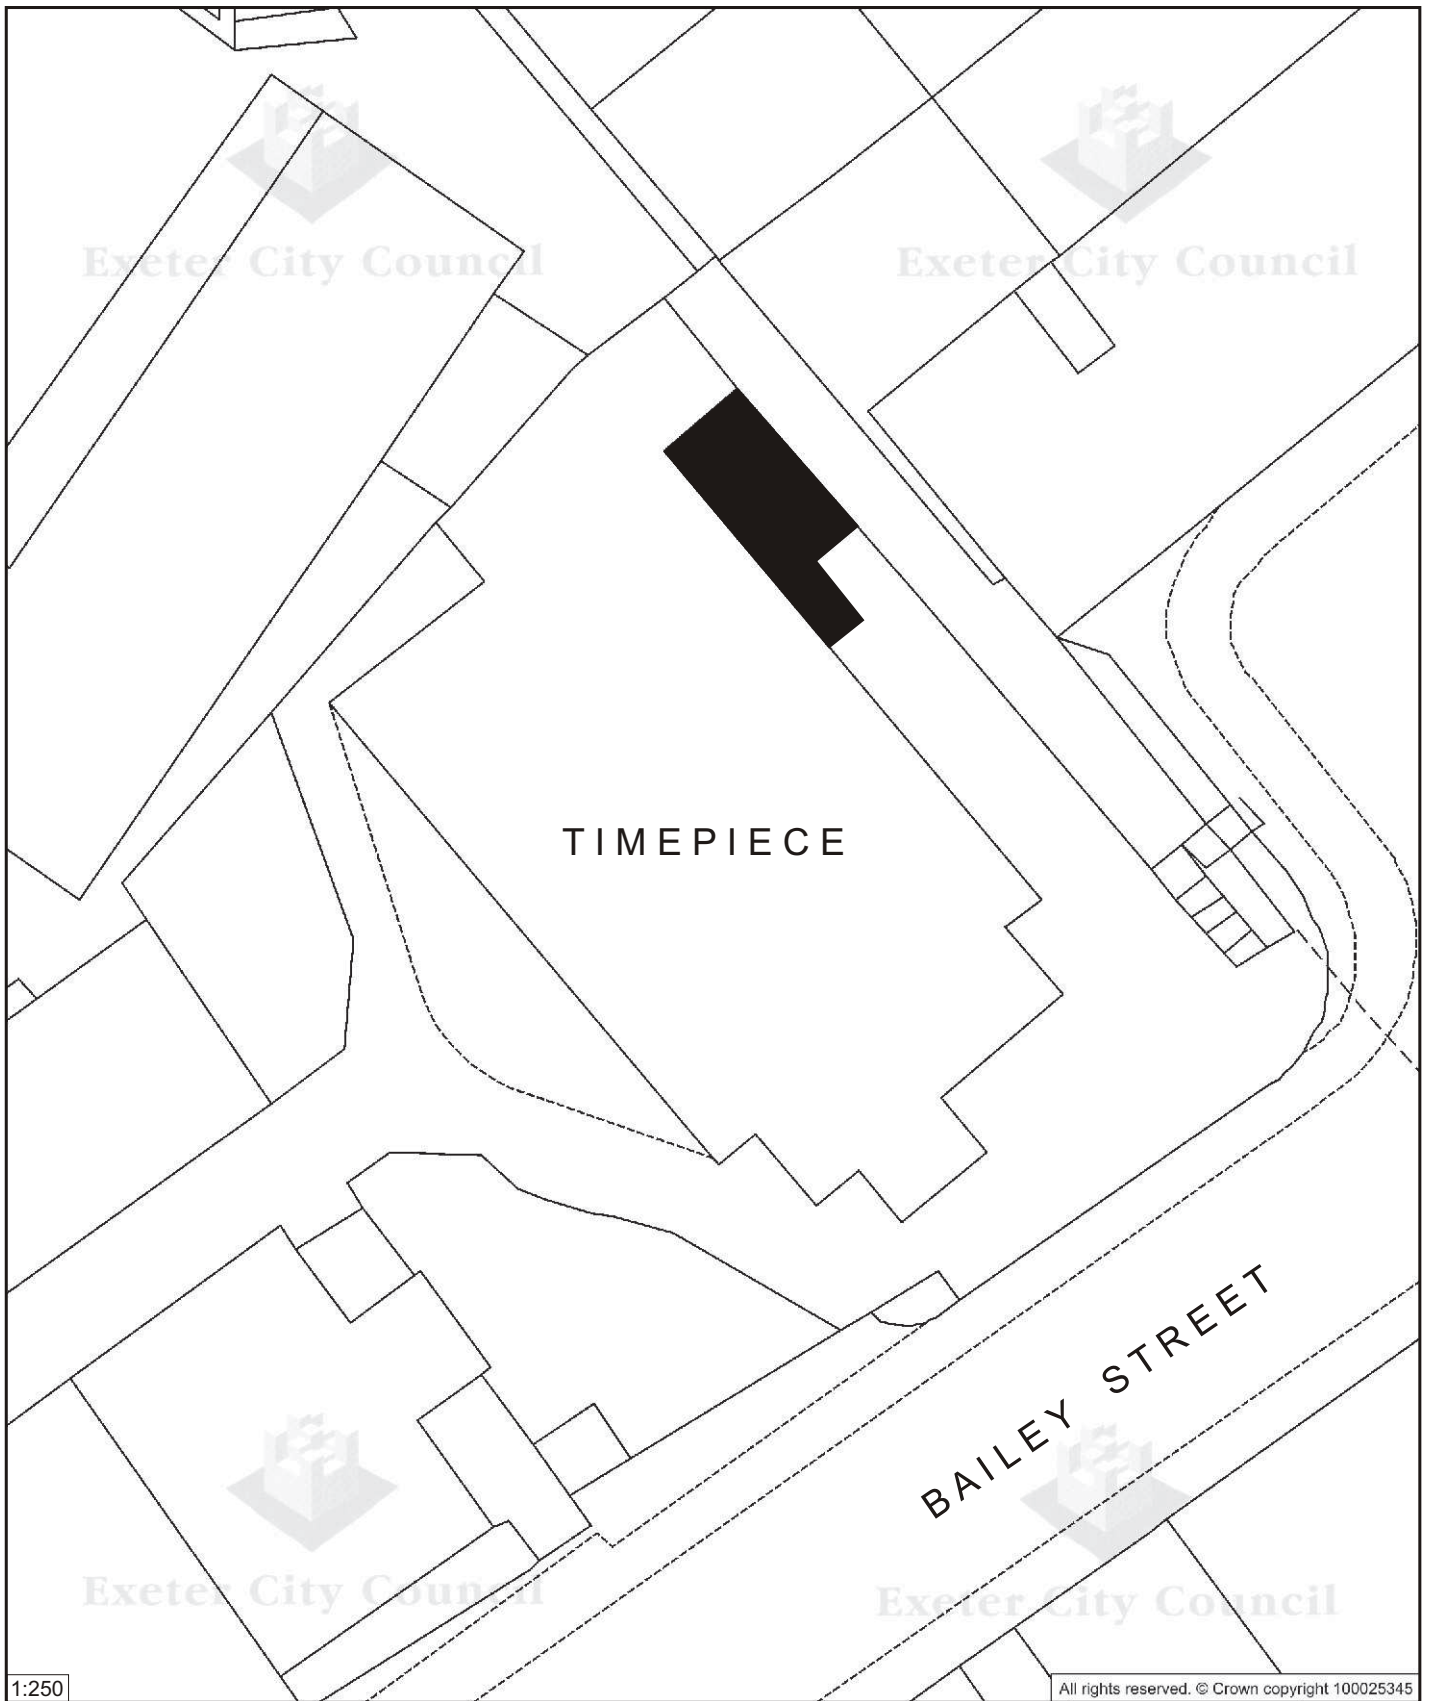 Exeter City Council
Exeter City Council
TIMEPIECE
BAILEY STREET
Exeter City Council
Exeter City Council
1:250
All rights reserved. © Crown copyright 100025345